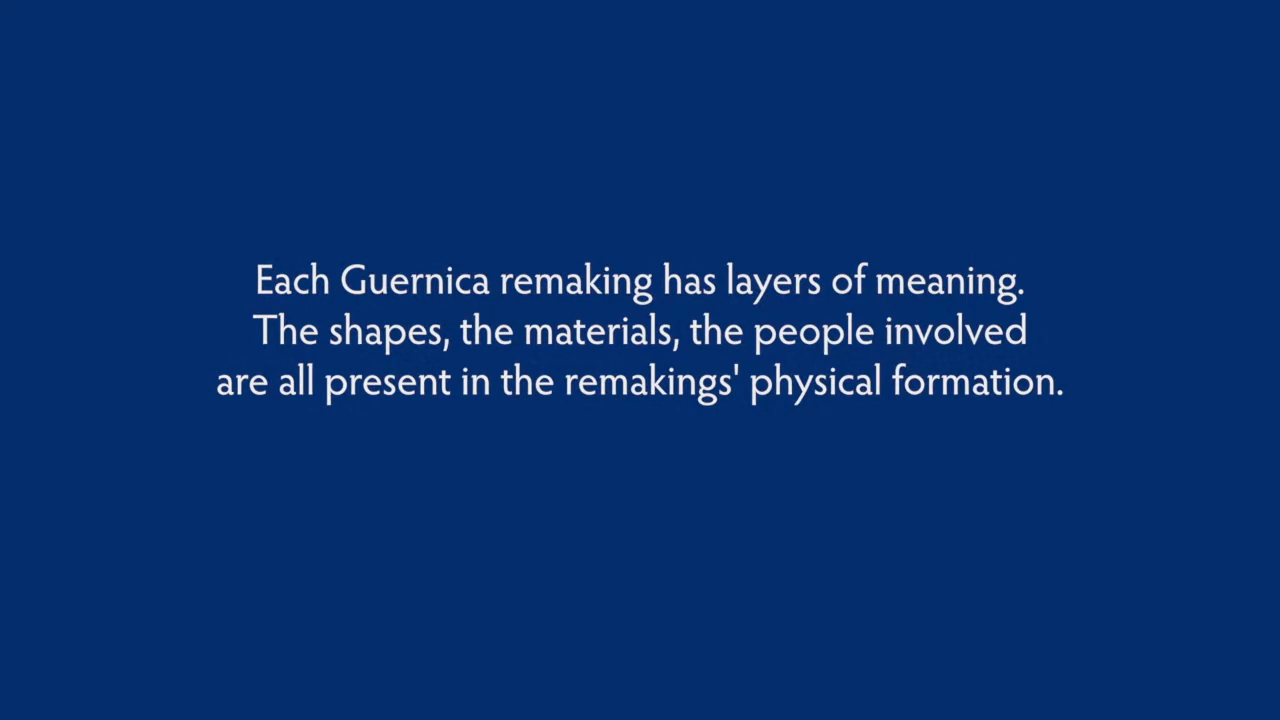 Each Guernica remaking has layers of meaning.
The shapes, the materials, the people involved
are all present in the remakings' physical formation.